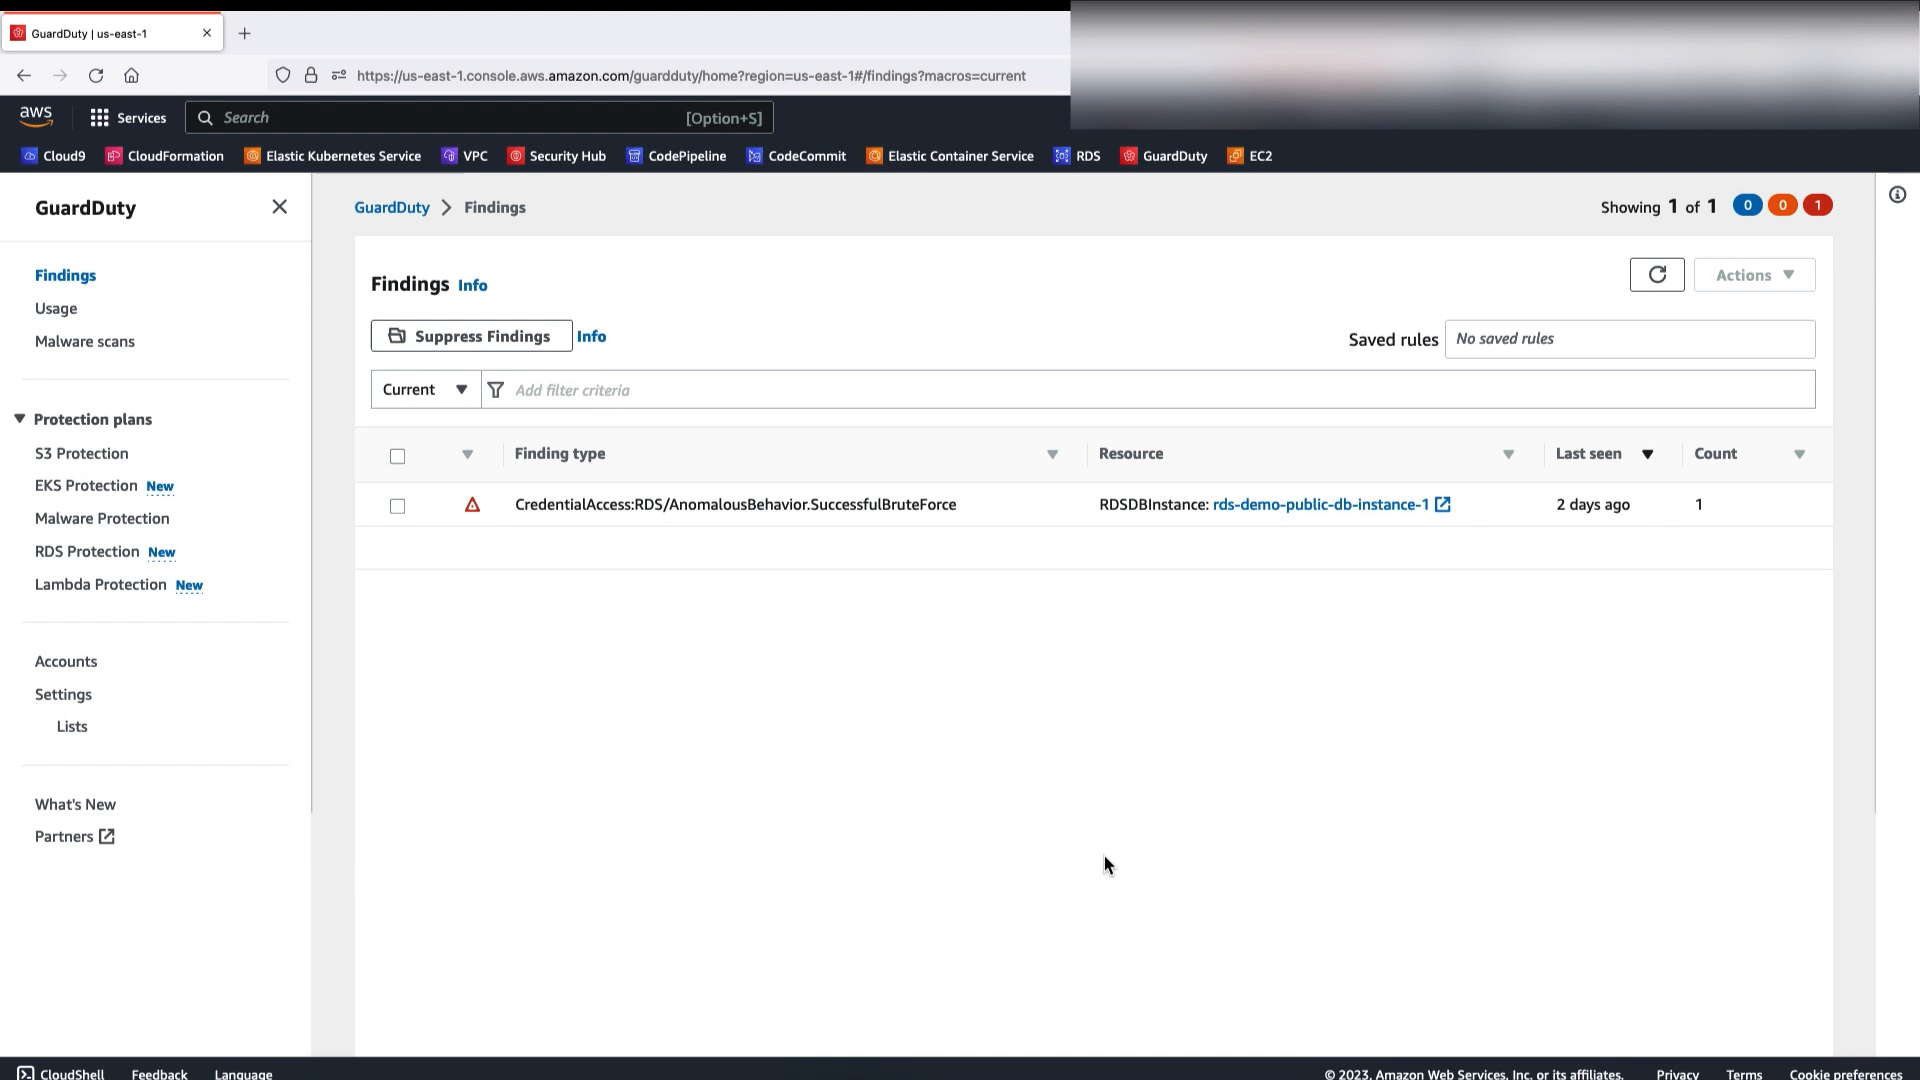 GuardDuty | us-east-1
https://us-east-1.console.aws.amazon.com/guardduty/home?region=us-east-1#/findings?macros=current
aws Services Search [Option+S]
Cloud9 CloudFormation Elastic Kubernetes Service VPC Security Hub CodePipeline CodeCommit Elastic Container Service RDS GuardDuty EC2
GuardDuty
Findings
Usage
Malware scans
Protection plans
S3 Protection
EKS Protection New
Malware Protection
RDS Protection New
Lambda Protection New
Accounts
Settings
Lists
What's New
Partners
GuardDuty > Findings
Showing 1 of 1 0 0 1
Findings Info
Actions
Suppress Findings Info
Saved rules No saved rules
Current Add filter criteria
Finding type Resource Last seen Count
CredentialAccess:RDS/AnomalousBehavior.SuccessfulBruteForce RDSDBInstance: rds-demo-public-db-instance-1 2 days ago 1
CloudShell Feedback Language
© 2023, Amazon Web Services, Inc. or its affiliates. Privacy Terms Cookie preferences